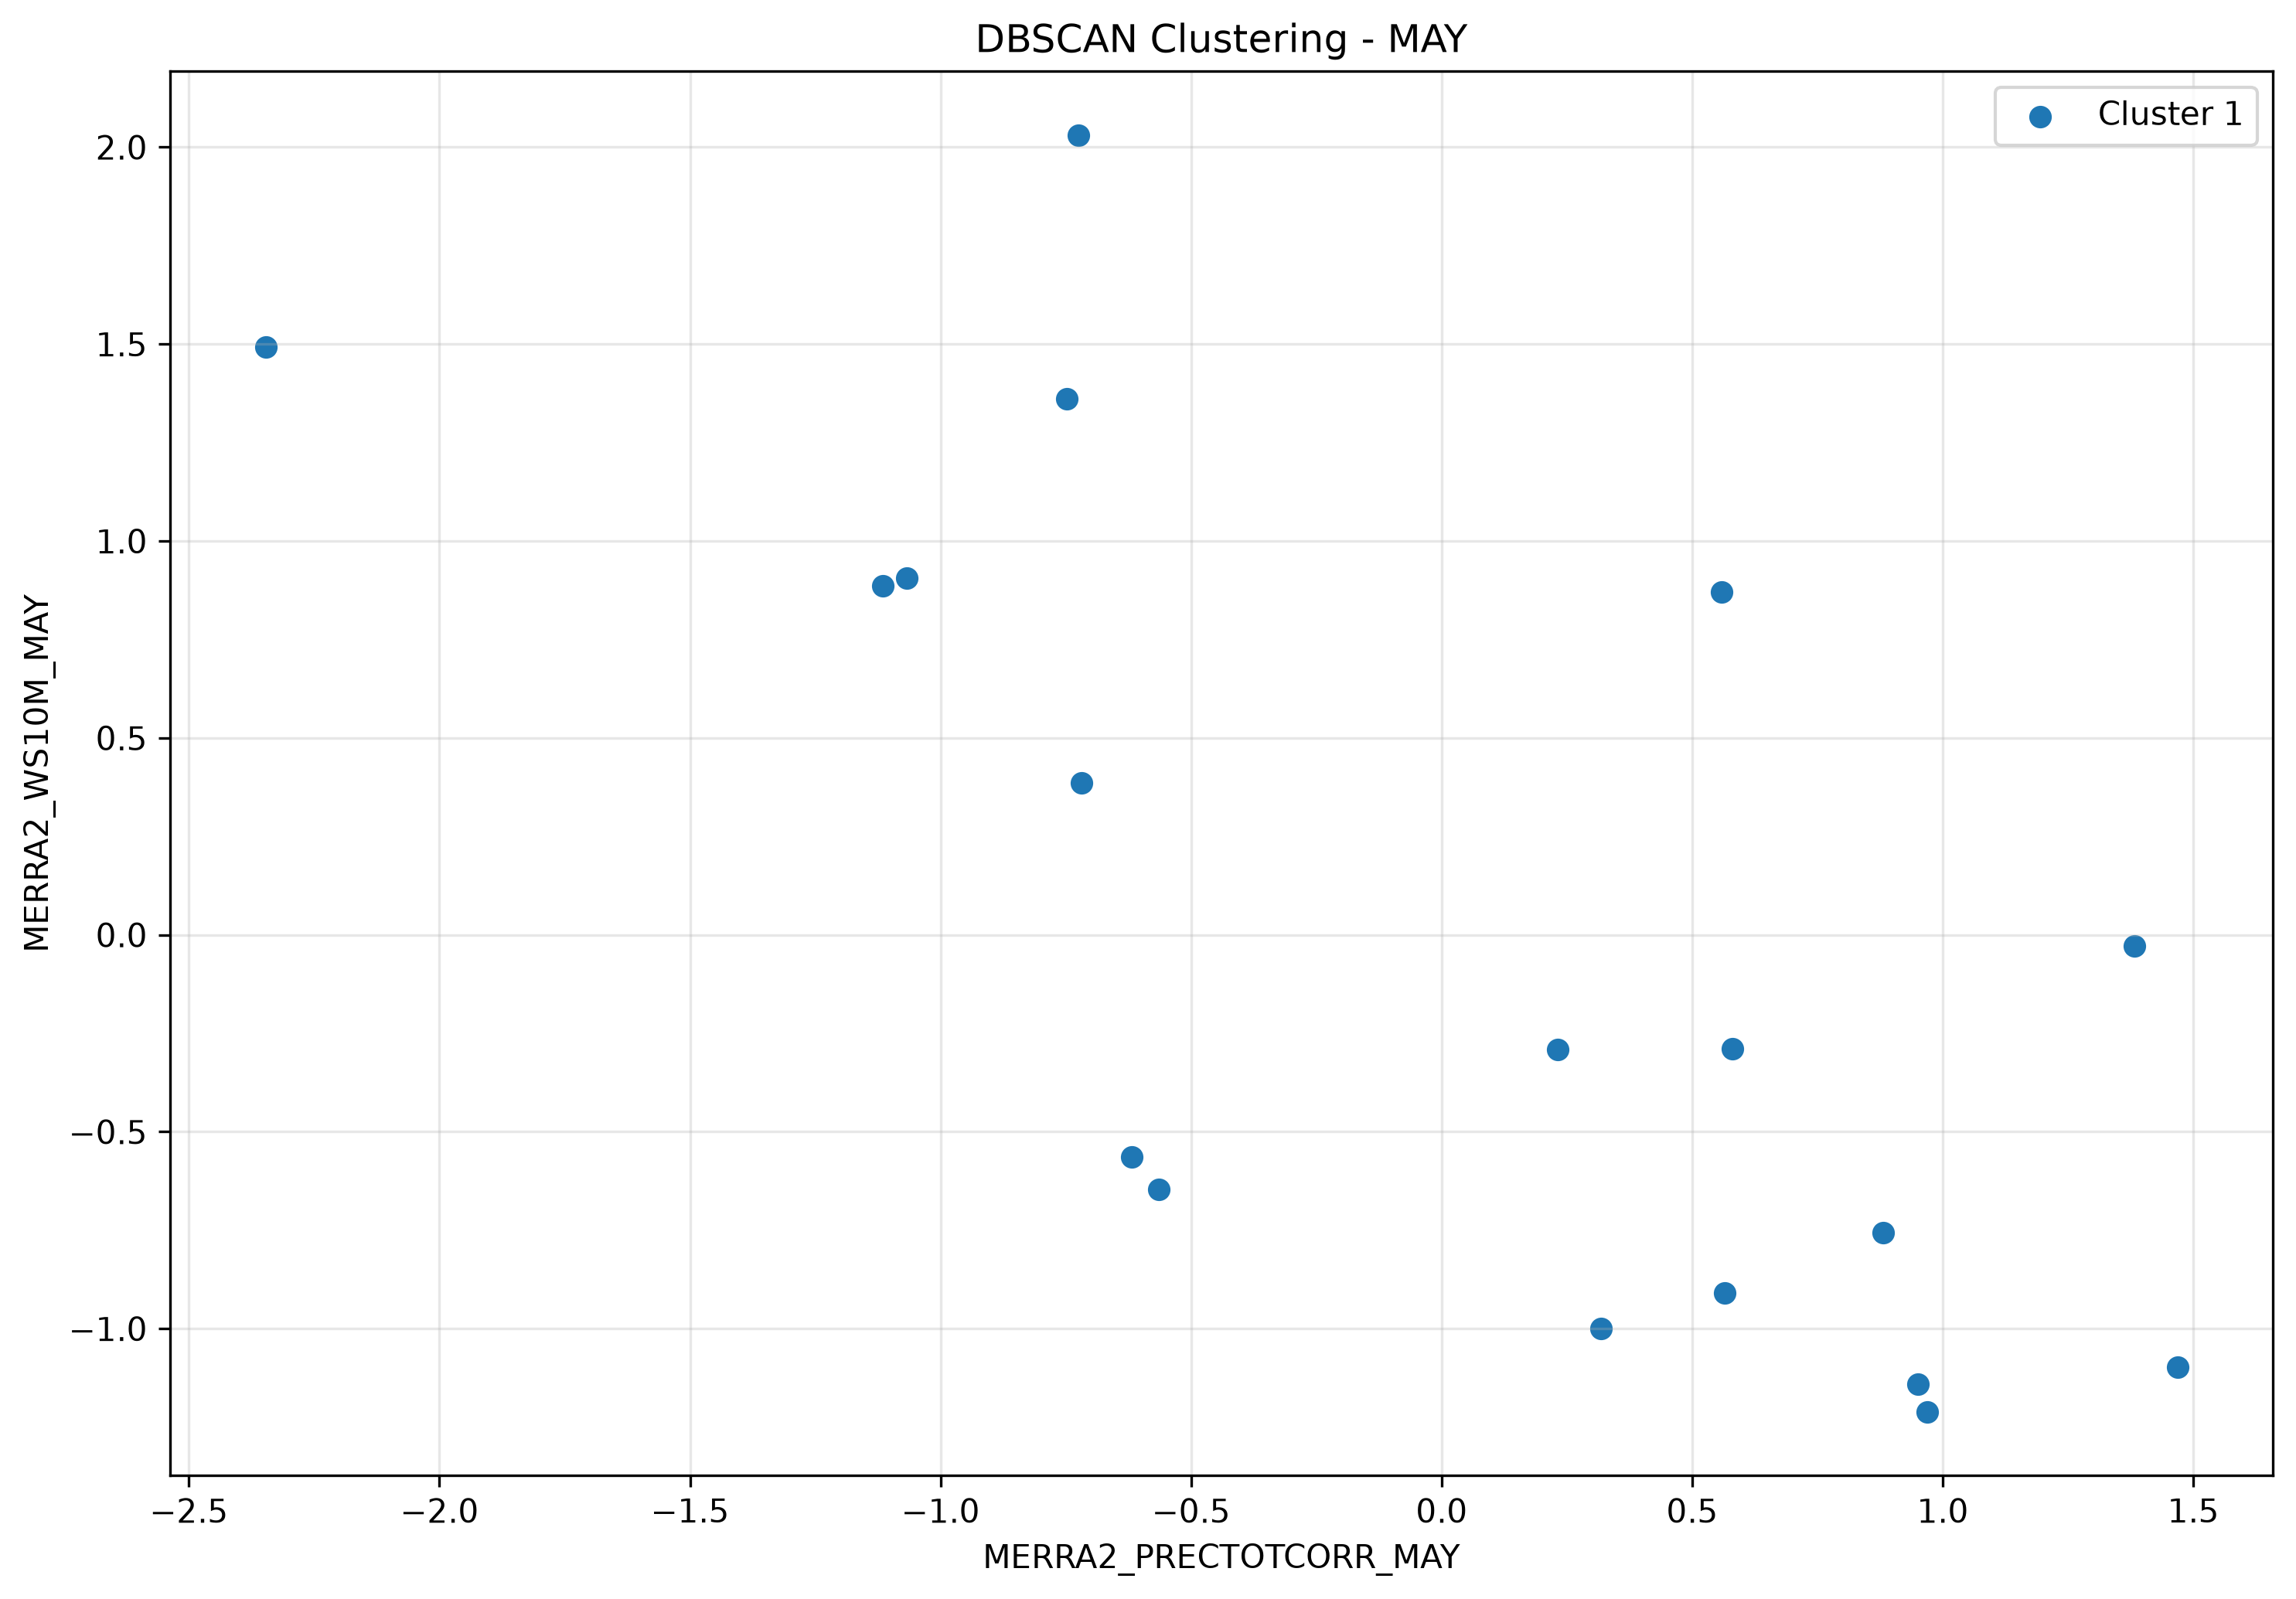 DBSCAN Clustering - MAY
Cluster 1
MERRA2_WS10M_MAY
2.0
1.5
1.0
0.5
0.0
−0.5
−1.0
−2.5 −2.0 −1.5 −1.0 −0.5 0.0 0.5 1.0 1.5
MERRA2_PRECTOTCORR_MAY